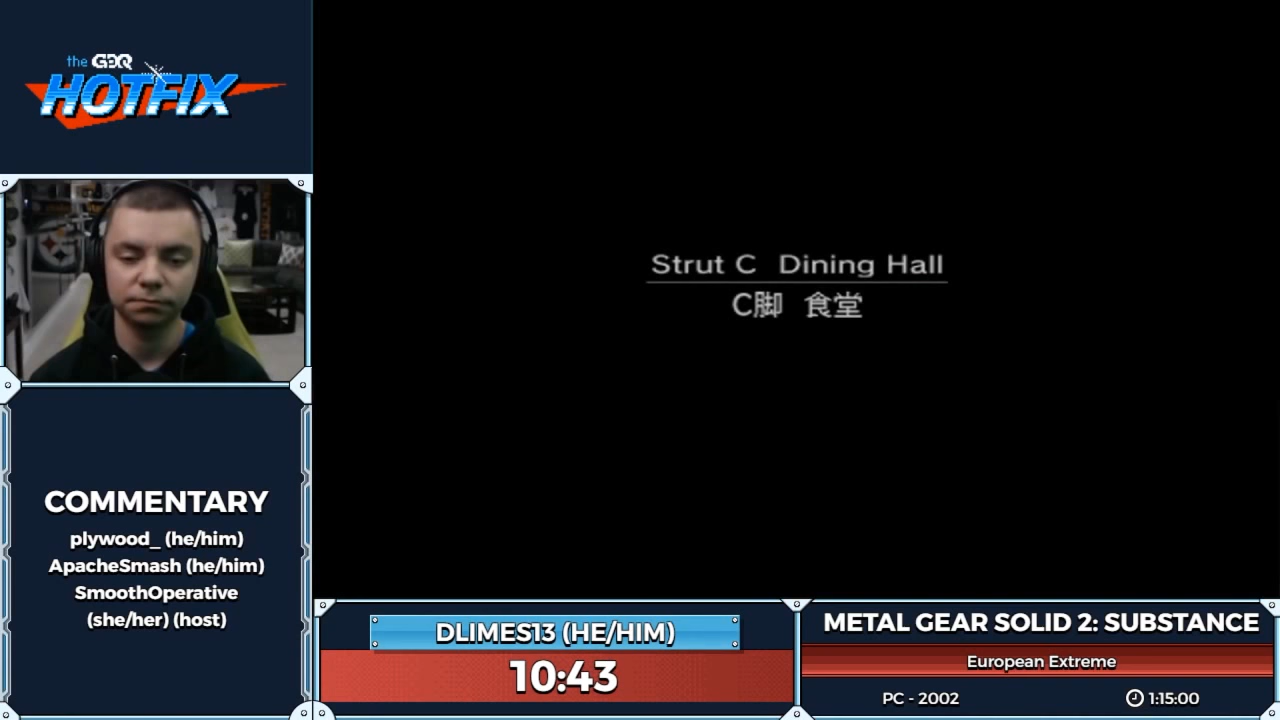 the GDQ
HOTFIX
Strut C Dining Hall
C脚 食堂
COMMENTARY
plywood_ (he/him)
ApacheSmash (he/him)
SmoothOperative
(she/her) (host)
DLIMES13 (HE/HIM)
10:43
METAL GEAR SOLID 2: SUBSTANCE
European Extreme
PC - 2002
1:15:00